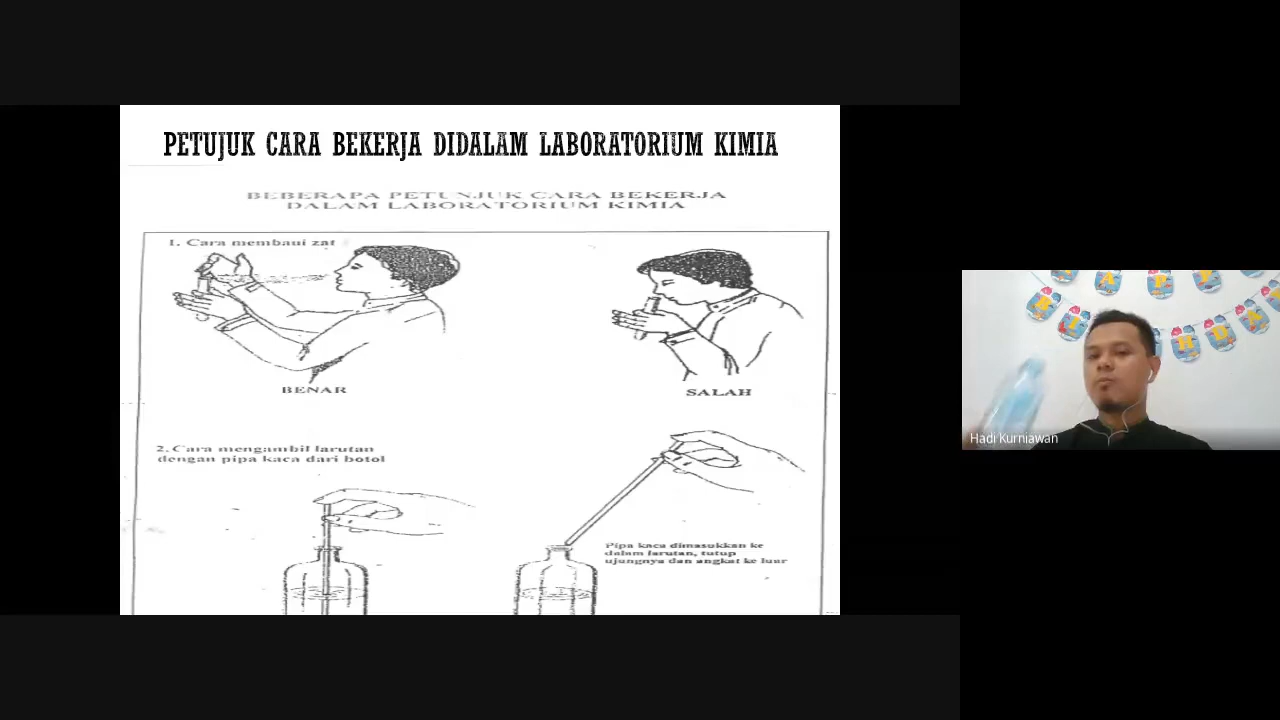 PETUJUK CARA BEKERJA DIDALAM LABORATORIUM KIMIA
BEBERAPA PETUNJUK CARA BEKERJA
DALAM LABORATORIUM KIMIA
1. Cara membaui zat
BENAR
SALAH
2. Cara mengambil larutan
dengan pipa kaca dari botol
Pipa kaca dimasukkan ke
dalam larutan, tutup
ujungnya dan angkat ke luar
Hadi Kurniawan